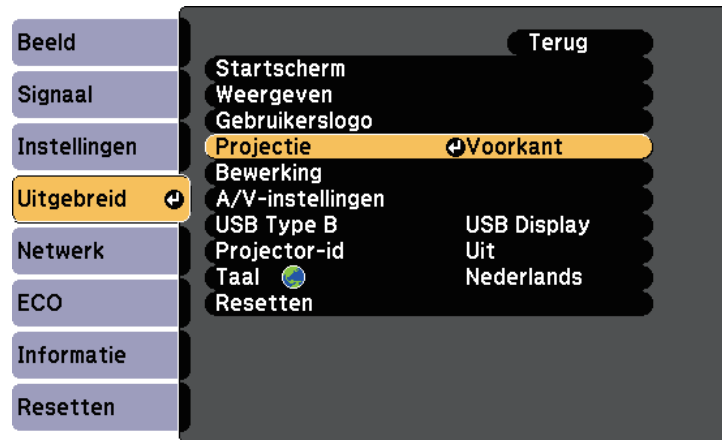 Beeld
Signaal
Instellingen
Uitgebreid
Netwerk
ECO
Informatie
Resetten
Terug
Startscherm
Weergeven
Gebruikerslogo
Projectie Voorkant
Bewerking
A/V-instellingen
USB Type B USB Display
Projector-id Uit
Taal Nederlands
Resetten